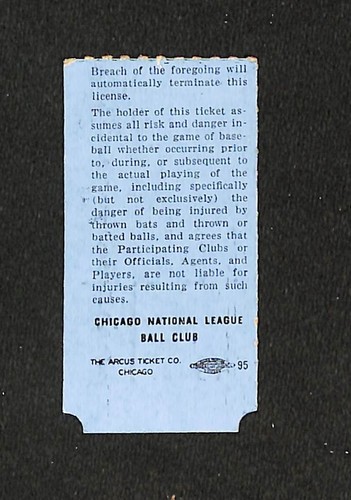 Breach of the foregoing will
automatically terminate this
license.
The holder of this ticket as-
sumes all risk and danger in-
cidental to the game of base-
ball whether occurring prior
to, during, or subsequent to
the actual playing of the
game, including specifically
(but not exclusively) the
danger of being injured by
thrown bats and thrown or
batted balls, and agrees that
the Participating Clubs or
their Officials, Agents, and
Players, are not liable for
injuries resulting from such
causes.
CHICAGO NATIONAL LEAGUE
BALL CLUB
THE ARCUS TICKET CO.
CHICAGO
95